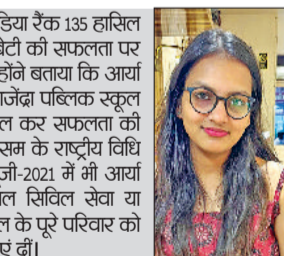 डिया रैंक 135 हासिल
बेटी की सफलता पर
होंने बताया कि आर्या
ाजेंद्रा पब्लिक स्कूल
ल कर सफलता की
सम के राष्ट्रीय विधि
जी-2021 में भी आर्या
ल सिविल सेवा या
ल के पूरे परिवार को
एं दीं।